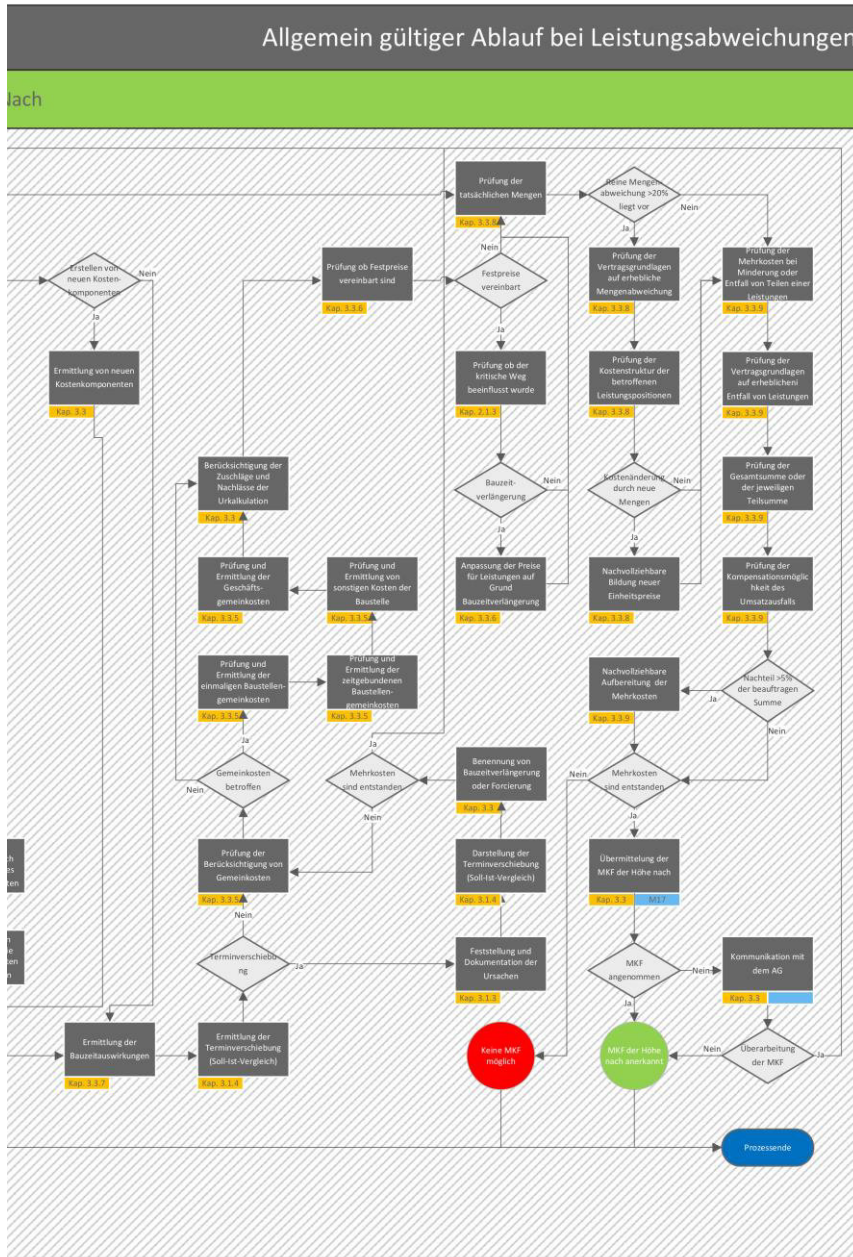 Allgemein gültiger Ablauf bei Leistungsabweichungen
Nach
Prüfung der
tatsächlichen Mengen
Kap. 3.3.8
Reine Mengen-
abweichung >20%
liegt vor
Nein
Ja
Erstellen von
neuen Kosten-
komponenten
Nein
Ja
Prüfung ob Festpreise
vereinbart sind
Kap. 3.3.6
Nein
Festpreise
vereinbart
Ja
Prüfung der
Vertragsgrundlagen
auf erhebliche
Mengenabweichung
Kap. 3.3.8
Prüfung der
Mehrkosten bei
Minderung oder
Entfall von Teilen einer
Leistungen
Kap. 3.3.9
Ermittlung von neuen
Kostenkomponenten
Kap. 3.3
Prüfung ob der
kritische Weg
beeinflusst wurde
Kap. 2.1.3
Prüfung der
Kostenstruktur der
betroffenen
Leistungspositionen
Kap. 3.3.8
Prüfung der
Vertragsgrundlagen
auf erheblicheni
Entfall von Leistungen
Kap. 3.3.9
Berücksichtigung der
Zuschläge und
Nachlässe der
Urkalkulation
Kap. 3.3
Bauzeit-
verlängerung
Nein
Ja
Kostenänderung
durch neue
Mengen
Nein
Ja
Prüfung der
Gesamtsumme oder
der jeweiligen
Teilsumme
Kap. 3.3.9
Prüfung und
Ermittlung der
Geschäfts-
gemeinkosten
Kap. 3.3.5
Prüfung und
Ermittlung von
sonstigen Kosten der
Baustelle
Kap. 3.3.5
Anpassung der Preise
für Leistungen auf
Grund
Bauzeitverlängerung
Kap. 3.3.6
Nachvollziehbare
Bildung neuer
Einheitspreise
Kap. 3.3.8
Prüfung der
Kompensationsmöglic
hkeit des
Umsatzausfalls
Kap. 3.3.9
Prüfung und
Ermittlung der
einmaligen Baustellen-
gemeinkosten
Kap. 3.3.5
Prüfung und
Ermittlung der
zeitgebundenen
Baustellen-
gemeinkosten
Kap. 3.3.5
Nachvollziehbare
Aufbereitung der
Mehrkosten
Kap. 3.3.9
Nachteil >5%
der beauftragen
Summe
Ja
Nein
Ja
Gemeinkosten
betroffen
Nein
Ja
Mehrkosten
sind entstanden
Nein
Benennung von
Bauzeitverlängerung
oder Forcierung
Kap. 3.3
Nein
Mehrkosten
sind entstanden
Ja
Prüfung der
Berücksichtigung von
Gemeinkosten
Kap. 3.3.5
Darstellung der
Terminverschiebung
(Soll-Ist-Vergleich)
Kap. 3.1.4
Übermittelung der
MKF der Höhe nach
Kap. 3.3
M17
Nein
Terminverschiebu
ng
Ja
Feststellung und
Dokumentation der
Ursachen
Kap. 3.1.3
MKF
angenommen
Nein
Ja
Kommunikation mit
dem AG
Kap. 3.3
Ermittlung der
Bauzeitauswirkungen
Kap. 3.3.7
Ermittlung der
Terminverschiebung
(Soll-Ist-Vergleich)
Kap. 3.1.4
Keine MKF
möglich
MKF der Höhe
nach anerkannt
Nein
Überarbeitung
der MKF
Ja
Prozessende